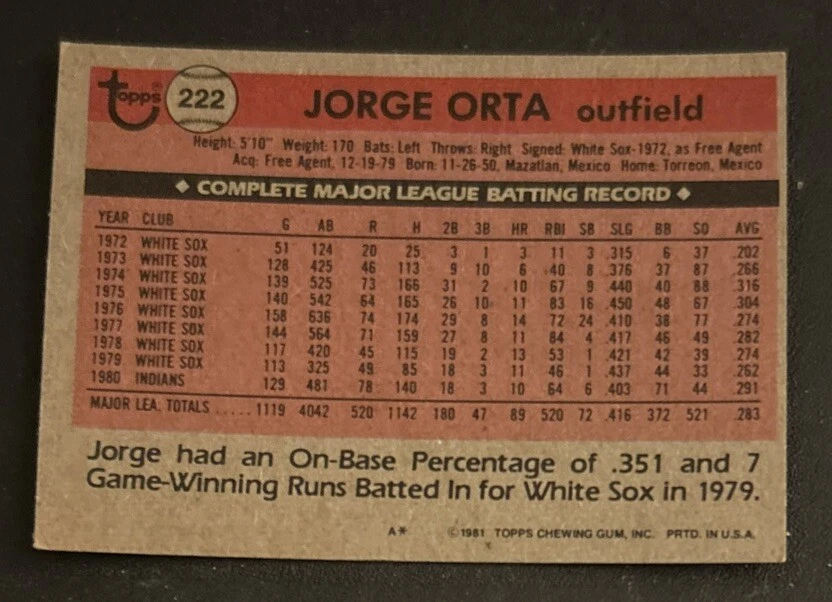 topps® 222 JORGE ORTA outfield
Height: 5'10" Weight: 170 Bats: Left Throws: Right Signed: White Sox-1972, as Free Agent
Acq: Free Agent, 12-19-79 Born: 11-26-50, Mazatlan, Mexico Home: Torreon, Mexico
◆ COMPLETE MAJOR LEAGUE BATTING RECORD ◆
YEAR CLUB G AB R H 2B 3B HR RBI SB SLG BB SO AVG
1972 WHITE SOX 51 124 20 25 3 1 3 11 3 .315 6 37 .202
1973 WHITE SOX 128 425 46 113 9 10 6 40 8 .376 37 87 .266
1974 WHITE SOX 139 525 73 166 31 2 10 67 9 .440 40 88 .316
1975 WHITE SOX 140 542 64 165 26 10 11 83 16 .450 48 67 .304
1976 WHITE SOX 158 636 74 174 29 8 14 72 24 .410 38 77 .274
1977 WHITE SOX 144 564 71 159 27 8 11 84 4 .417 46 49 .282
1978 WHITE SOX 117 420 45 115 19 2 13 53 1 .421 42 39 .274
1979 WHITE SOX 113 325 49 85 18 3 11 46 1 .437 44 33 .262
1980 INDIANS 129 481 78 140 18 3 10 64 6 .403 71 44 .291
MAJOR LEA. TOTALS ..... 1119 4042 520 1142 180 47 89 520 72 .416 372 521 .283
Jorge had an On-Base Percentage of .351 and 7
Game-Winning Runs Batted In for White Sox in 1979.
A* ©1981 TOPPS CHEWING GUM, INC. PRTD. IN U.S.A.